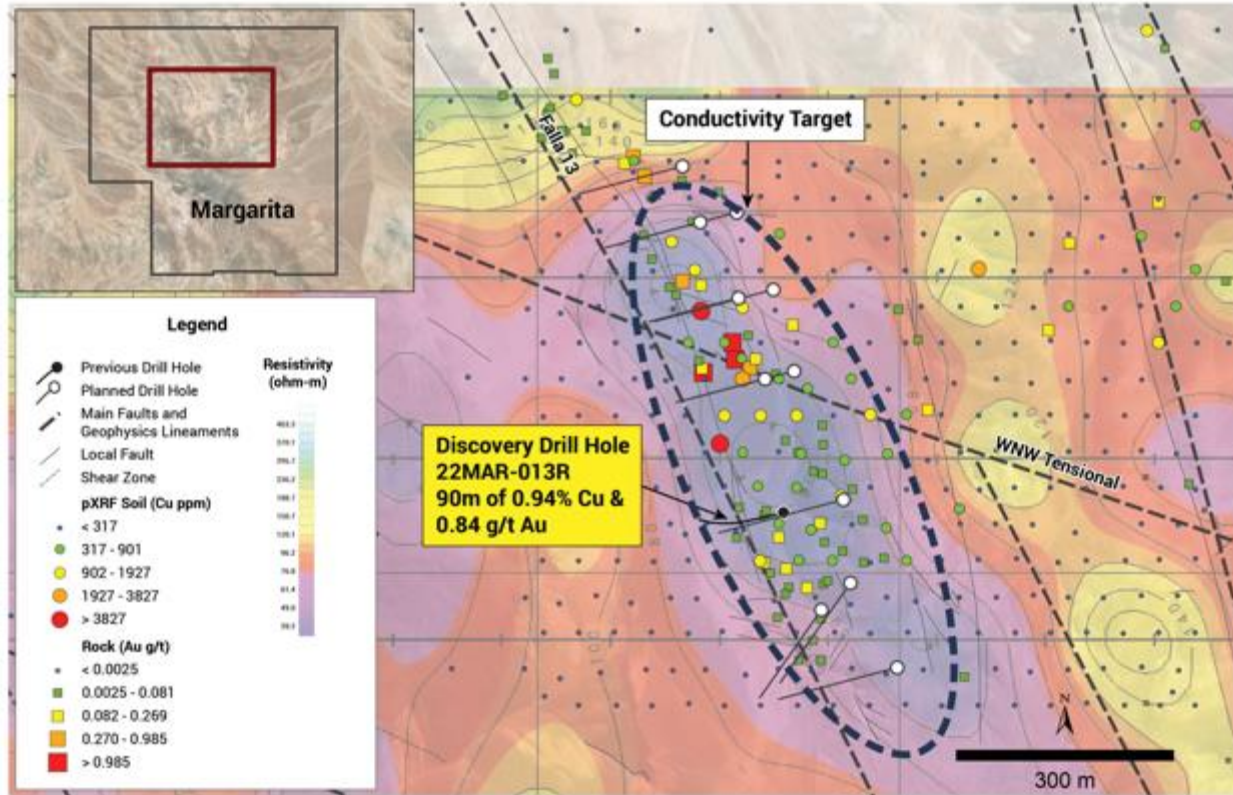 Margarita
Legend
Previous Drill Hole
Planned Drill Hole
Main Faults and
Geophysics Lineaments
Local Fault
Shear Zone
pXRF Soil (Cu ppm)
< 317
317 - 901
902 - 1927
1927 - 3827
> 3827
Rock (Au g/t)
< 0.0025
0.0025 - 0.081
0.082 - 0.269
0.270 - 0.985
> 0.985
Resistivity
(ohm-m)
Falla 13
Conductivity Target
Discovery Drill Hole
22MAR-013R
90m of 0.94% Cu &
0.84 g/t Au
WNW Tensional
N
300 m